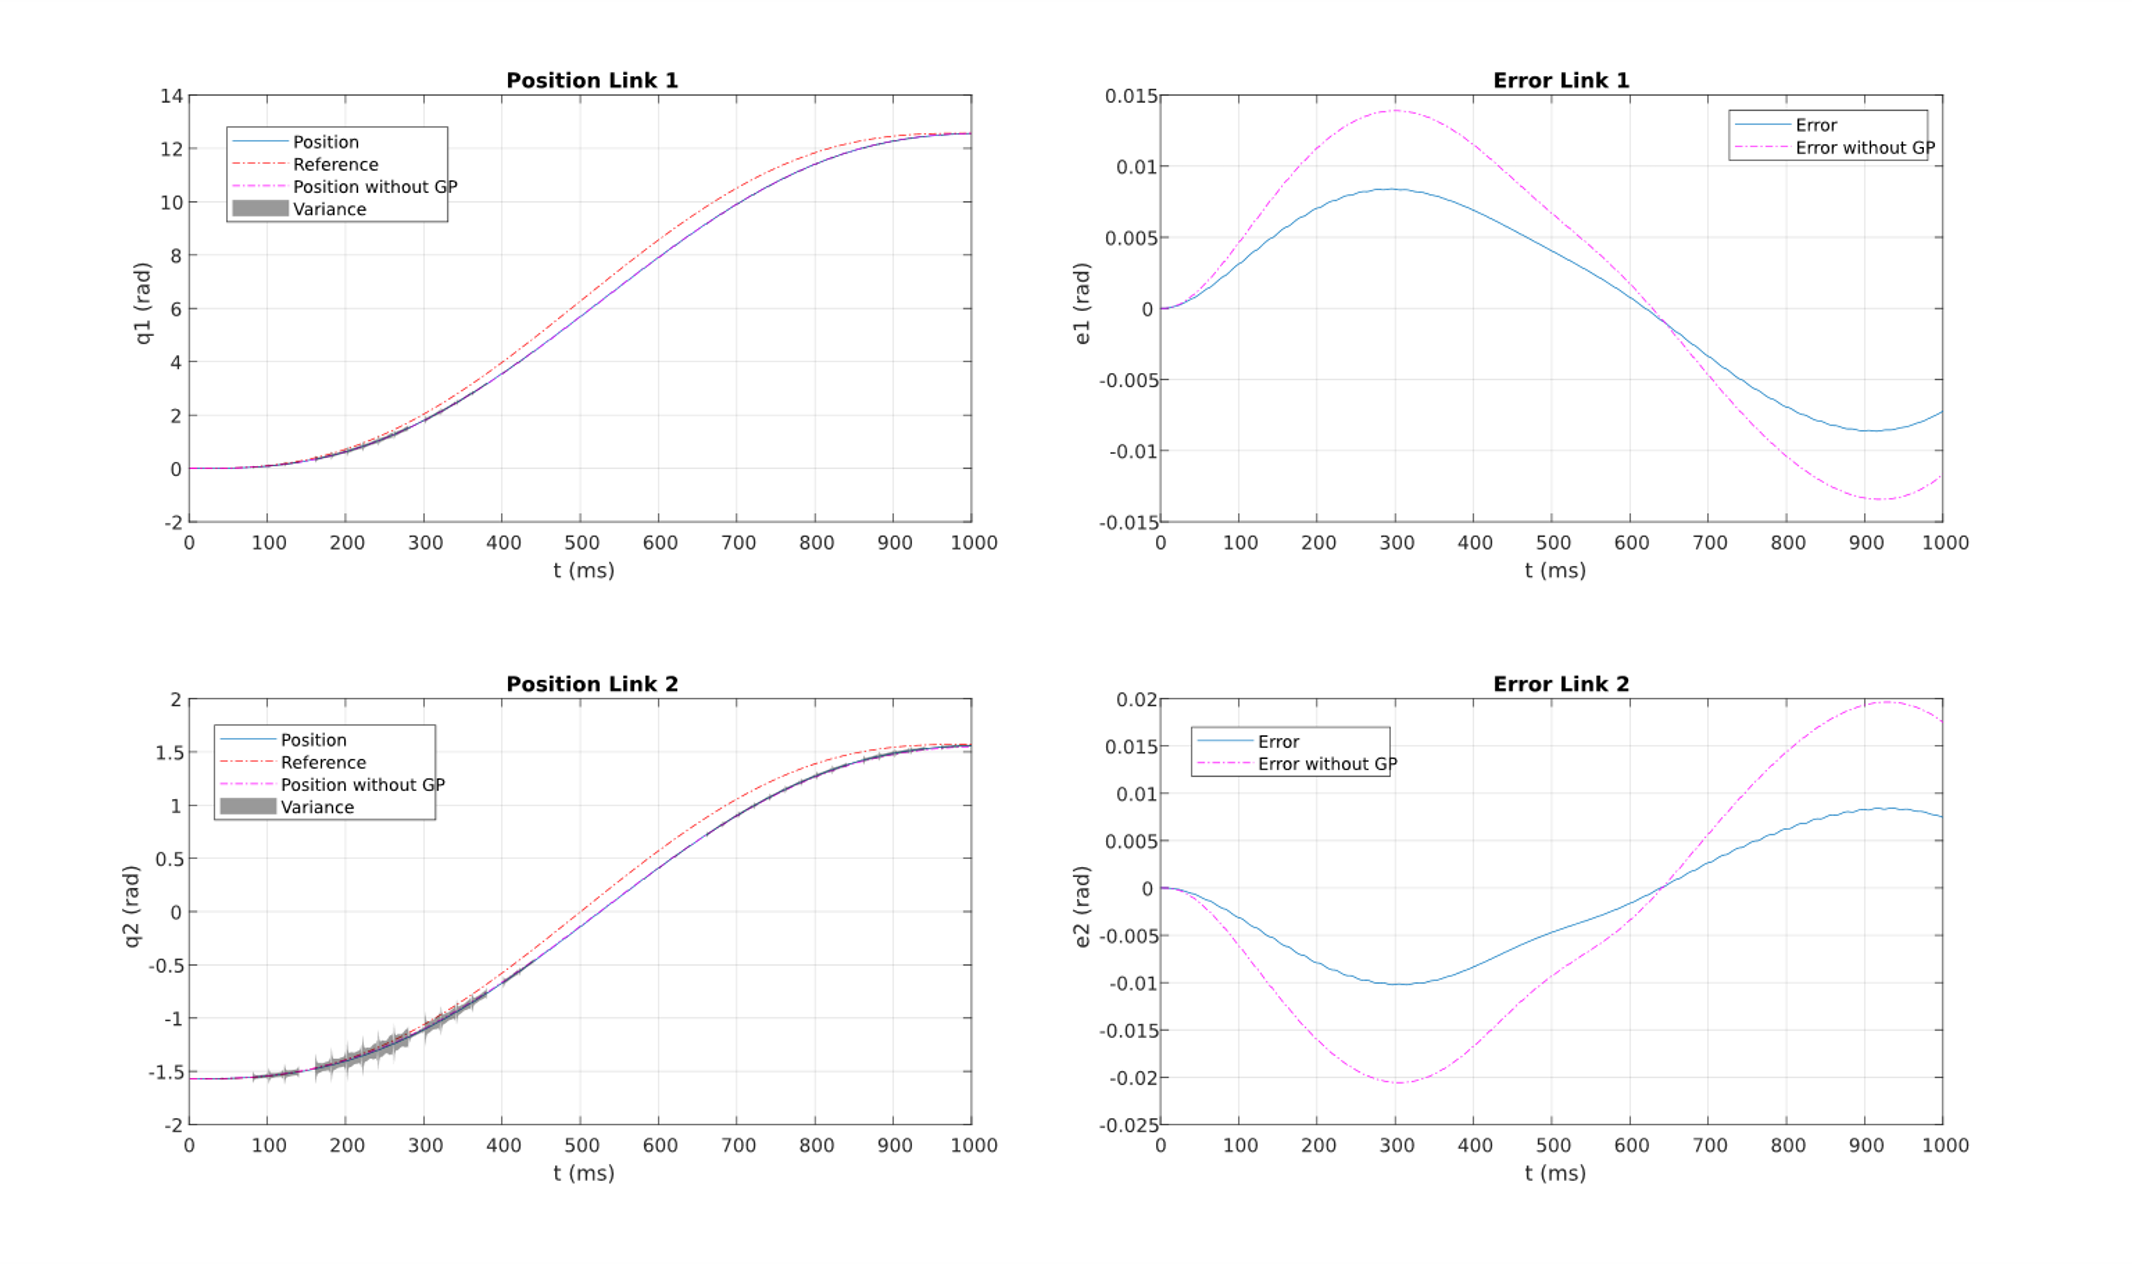 Position Link 1
14
12
10
8
6
4
2
0
-2
q1 (rad)
Position
Reference
Position without GP
Variance
0 100 200 300 400 500 600 700 800 900 1000
t (ms)
Error Link 1
0.015
0.01
0.005
0
-0.005
-0.01
-0.015
e1 (rad)
Error
Error without GP
0 100 200 300 400 500 600 700 800 900 1000
t (ms)
Position Link 2
2
1.5
1
0.5
0
-0.5
-1
-1.5
-2
q2 (rad)
Position
Reference
Position without GP
Variance
0 100 200 300 400 500 600 700 800 900 1000
t (ms)
Error Link 2
0.02
0.015
0.01
0.005
0
-0.005
-0.01
-0.015
-0.02
-0.025
e2 (rad)
Error
Error without GP
0 100 200 300 400 500 600 700 800 900 1000
t (ms)